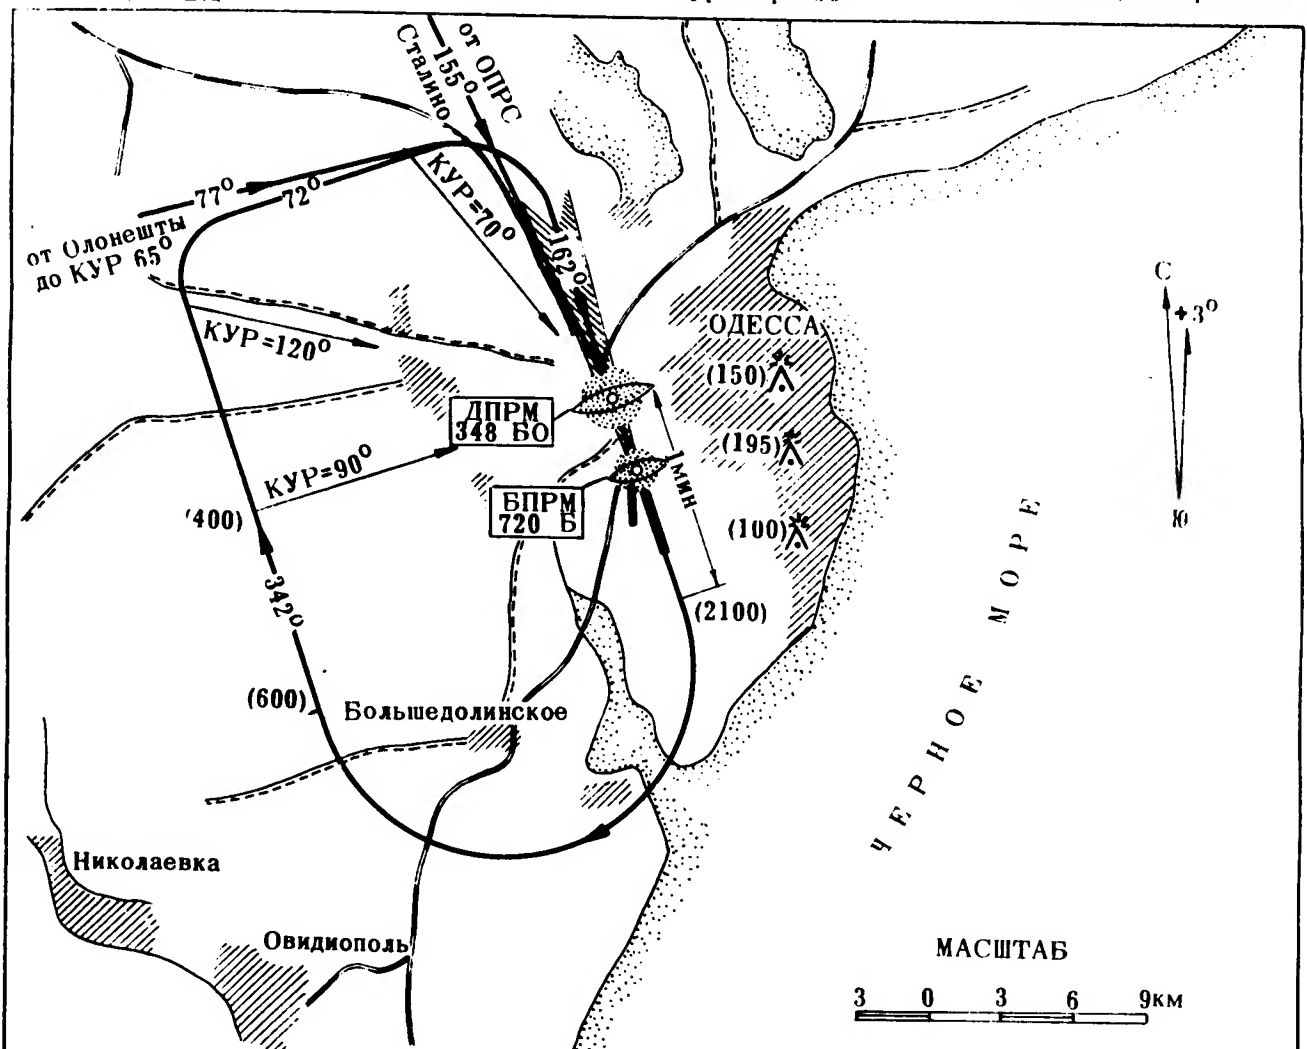 от ОПРС
155°
Сталино
77°
72°
КУР=70°
от Олонешты
до КУР 65°
162°
С
+3°
Ю
КУР=120°
ОДЕССА
(150)
ДПРМ
348 БО
(195)
КУР=90°
1 мин
БПРМ
720 Б
(400)
(100)
342°
(2100)
(600)
Большедолинское
ЧЕРНОЕ МОРЕ
Николаевка
Овидиополь
МАСШТАБ
3 0 3 6 9км